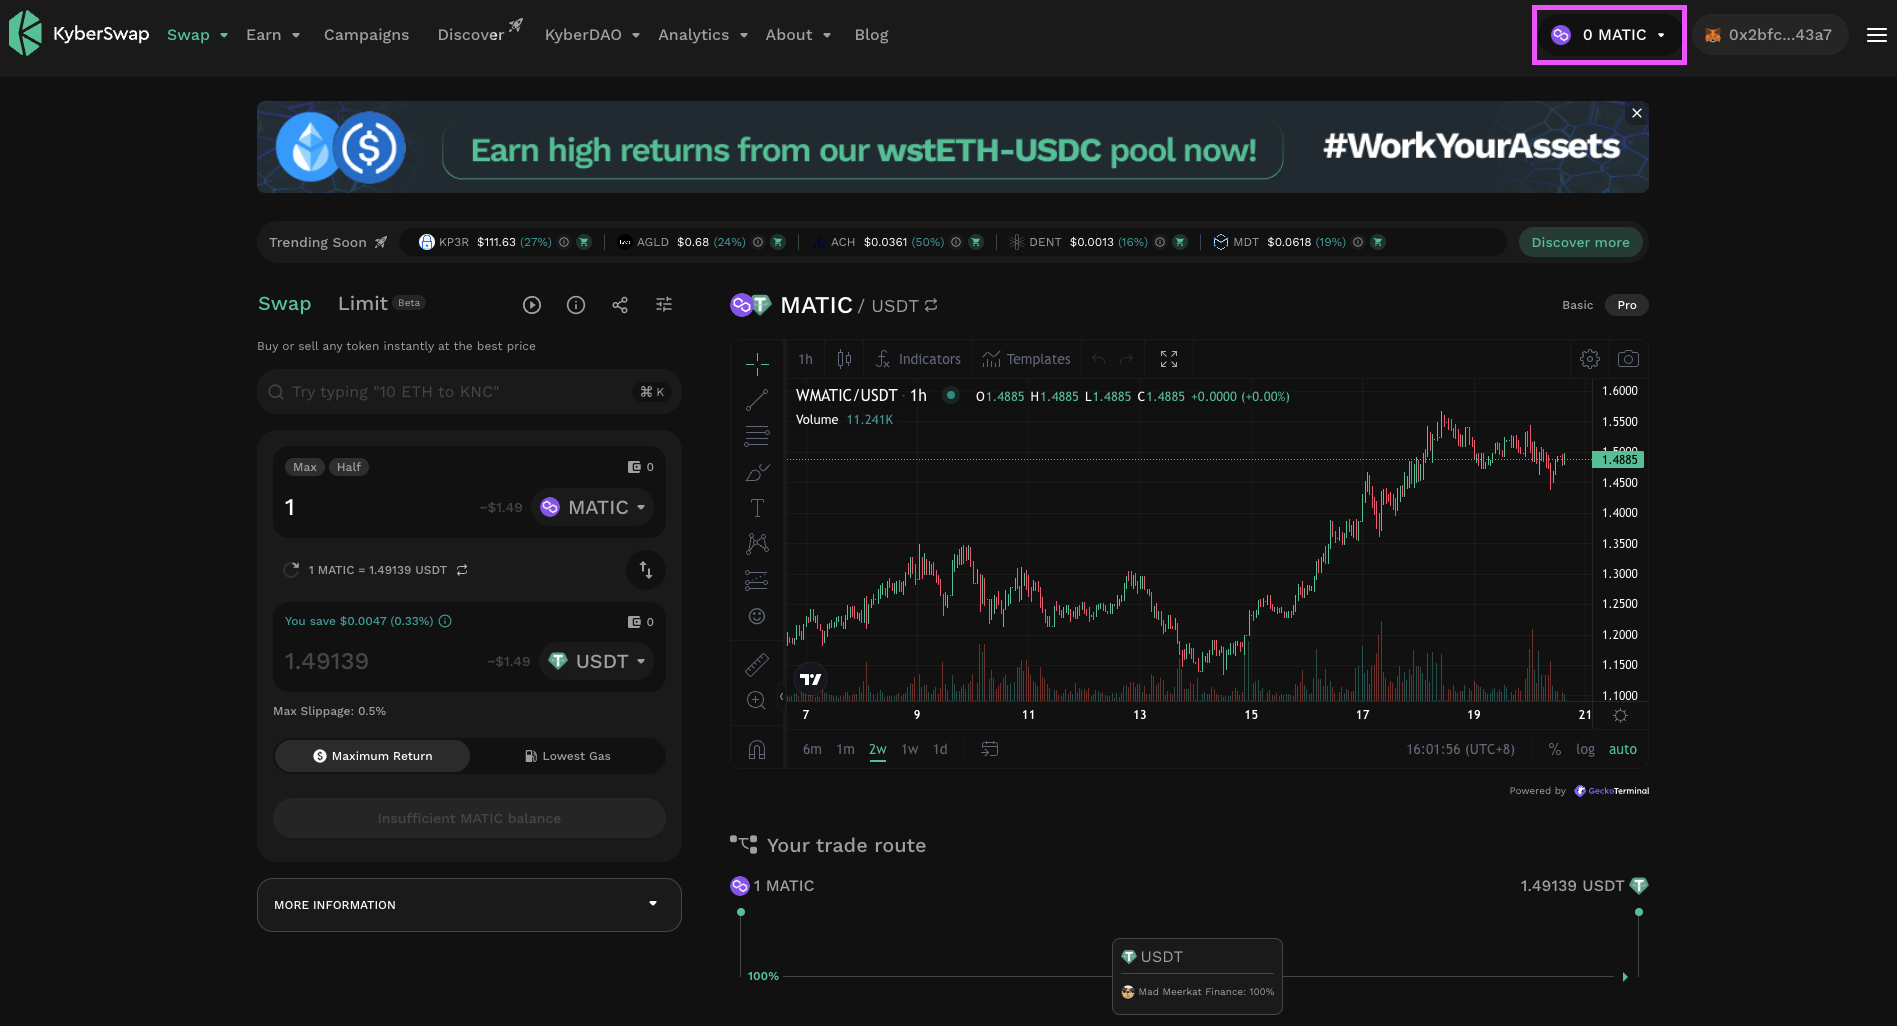 KyberSwap Swap Earn Campaigns Discover KyberDAO Analytics About Blog 0 MATIC 0x2bfc...43a7
Earn high returns from our wstETH-USDC pool now! #WorkYourAssets
Trending Soon KP3R $111.63 (27%) AGLD $0.68 (24%) ACH $0.0361 (50%) DENT $0.0013 (16%) MDT $0.0618 (19%) Discover more
Swap Limit Beta
Buy or sell any token instantly at the best price
Try typing "10 ETH to KNC" ⌘ K
Max Half 0
1 ~$1.49 MATIC
1 MATIC = 1.49139 USDT
You save $0.0047 (0.33%) 0
1.49139 ~$1.49 USDT
Max Slippage: 0.5%
Maximum Return Lowest Gas
Insufficient MATIC balance
MORE INFORMATION
MATIC / USDT Basic Pro
1h Indicators Templates
WMATIC/USDT · 1h O1.4885 H1.4885 L1.4885 C1.4885 +0.0000 (+0.00%)
Volume 11.241K
1.6000
1.5500
1.5000
1.4885
1.4500
1.4000
1.3500
1.3000
1.2500
1.2000
1.1500
1.1000
7 9 11 13 15 17 19 21
6m 1m 2w 1w 1d 16:01:56 (UTC+8) % log auto
Powered by GeckoTerminal
Your trade route
1 MATIC 1.49139 USDT
USDT
100%
Mad Meerkat Finance: 100%